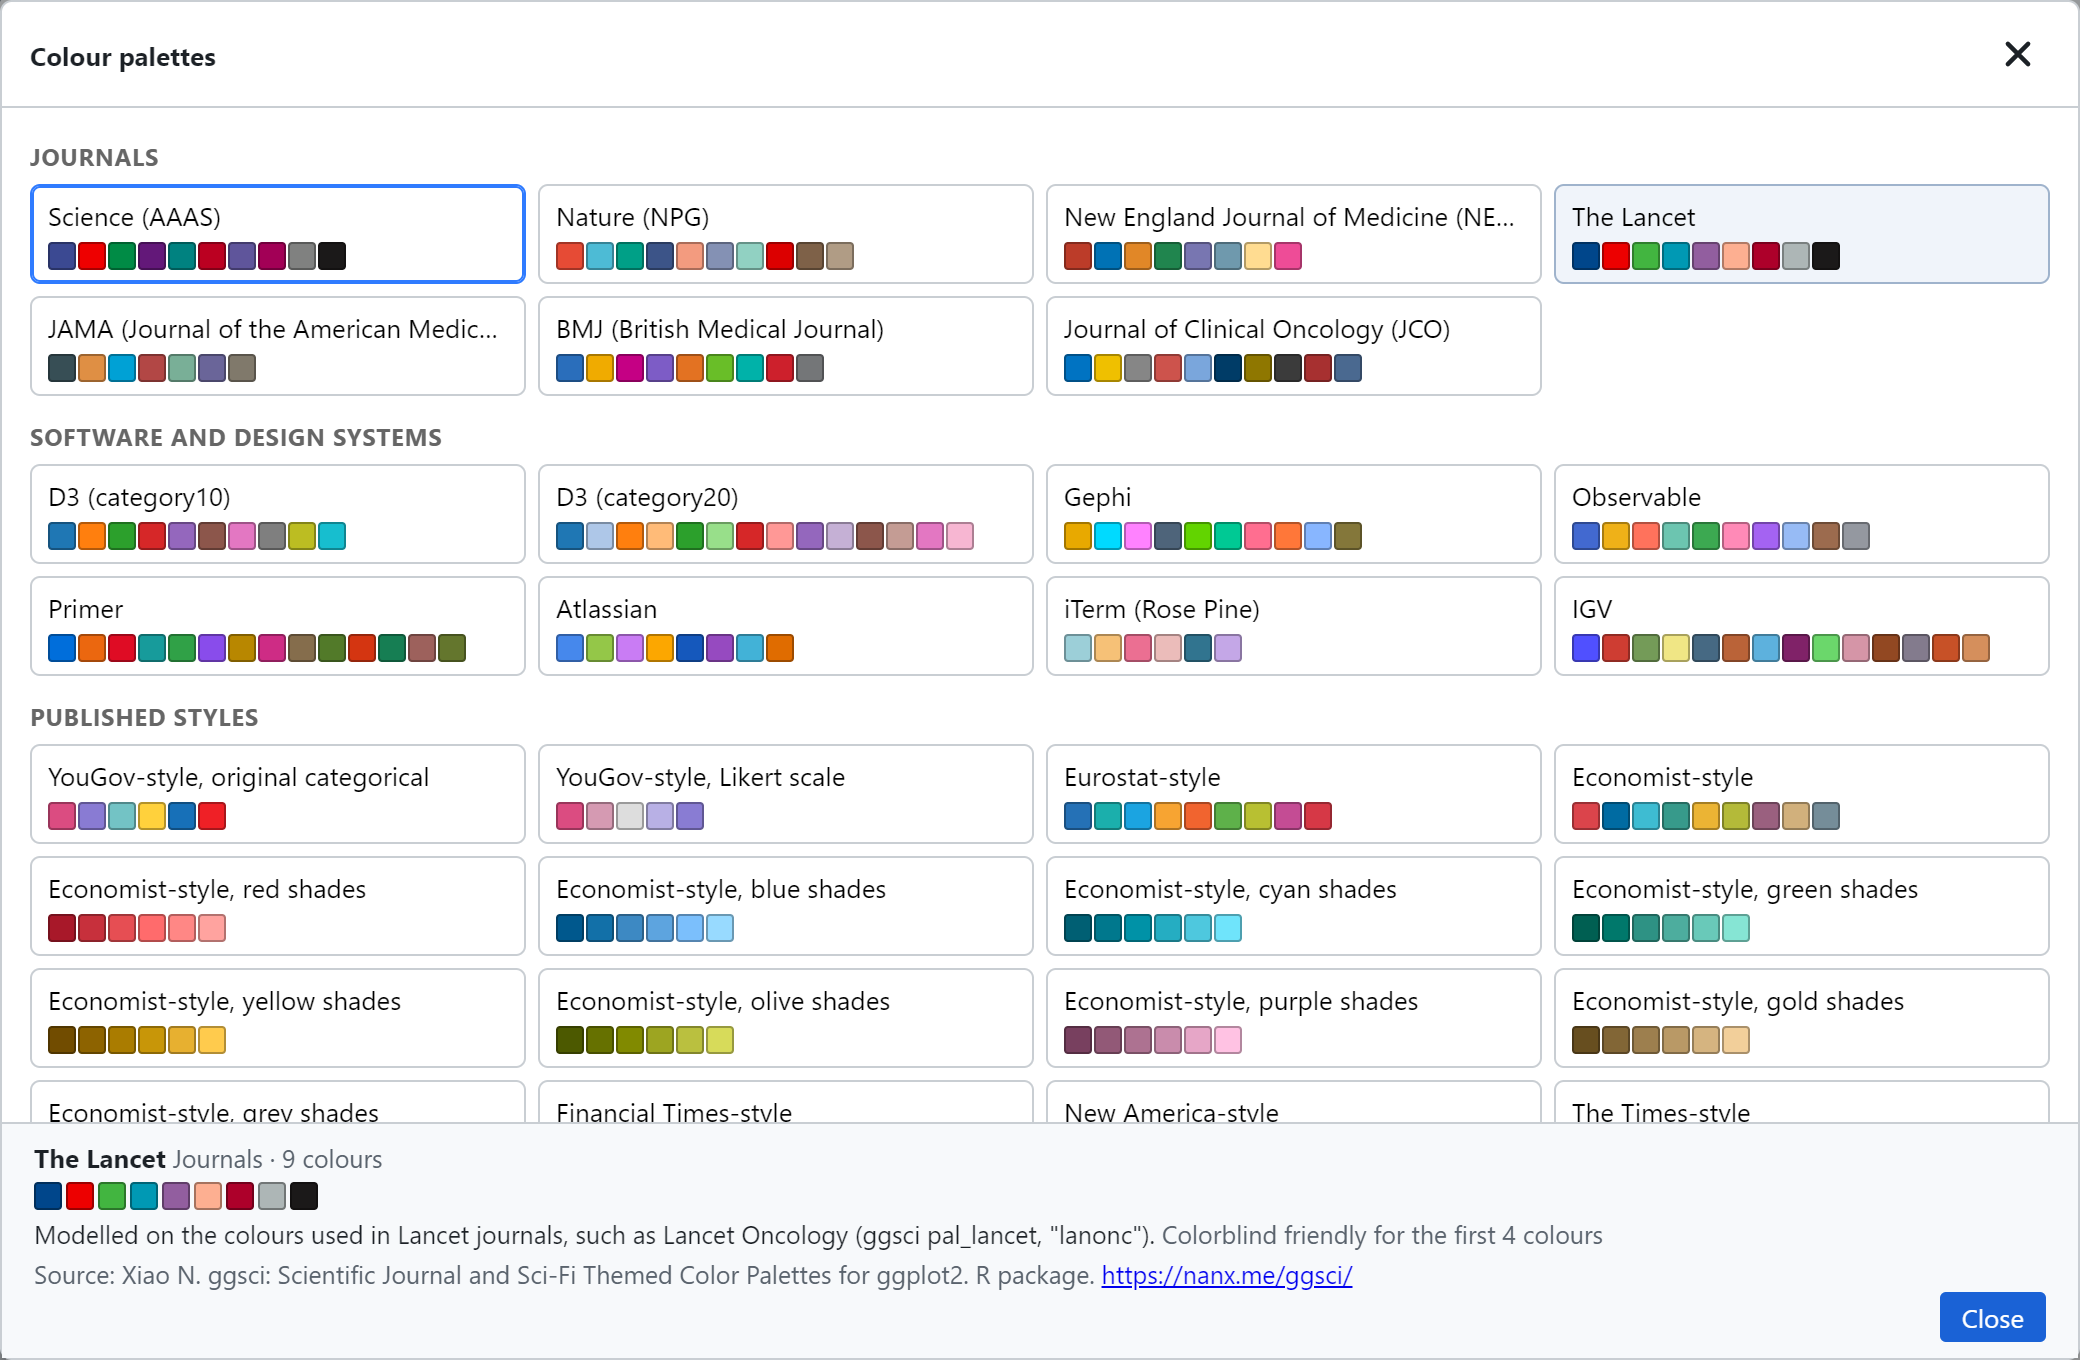 Colour palettes
JOURNALS
Science (AAAS)
Nature (NPG)
New England Journal of Medicine (NE...
The Lancet
JAMA (Journal of the American Medic...
BMJ (British Medical Journal)
Journal of Clinical Oncology (JCO)
SOFTWARE AND DESIGN SYSTEMS
D3 (category10)
D3 (category20)
Gephi
Observable
Primer
Atlassian
iTerm (Rose Pine)
IGV
PUBLISHED STYLES
YouGov-style, original categorical
YouGov-style, Likert scale
Eurostat-style
Economist-style
Economist-style, red shades
Economist-style, blue shades
Economist-style, cyan shades
Economist-style, green shades
Economist-style, yellow shades
Economist-style, olive shades
Economist-style, purple shades
Economist-style, gold shades
Economist-style, grey shades
Financial Times-style
New America-style
The Times-style
The Lancet Journals · 9 colours
Modelled on the colours used in Lancet journals, such as Lancet Oncology (ggsci pal_lancet, "lanonc"). Colorblind friendly for the first 4 colours
Source: Xiao N. ggsci: Scientific Journal and Sci-Fi Themed Color Palettes for ggplot2. R package. https://nanx.me/ggsci/
Close